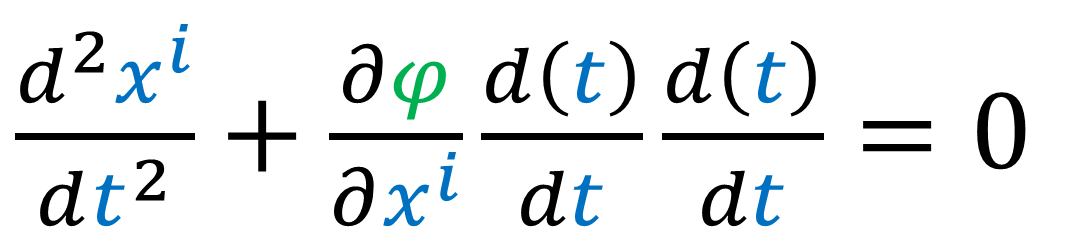 d²xⁱ/dt² + ∂φ/∂xⁱ d(t)/dt d(t)/dt = 0